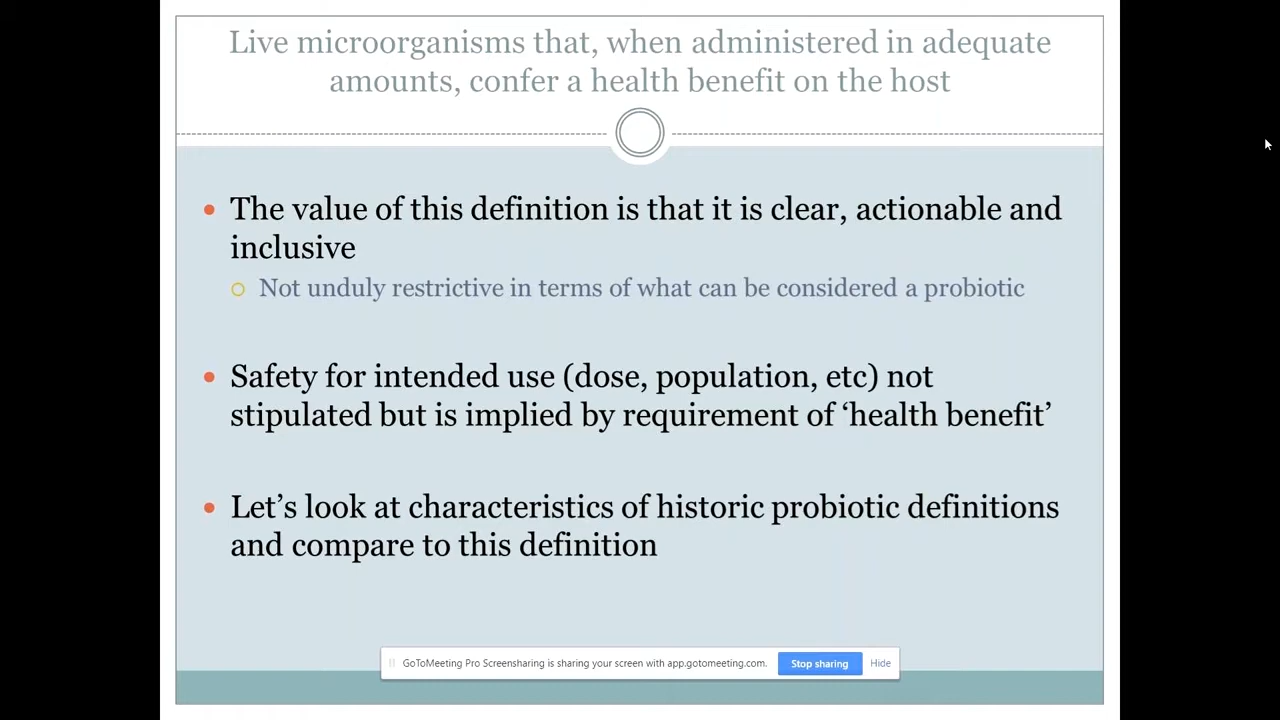 Live microorganisms that, when administered in adequate
amounts, confer a health benefit on the host
The value of this definition is that it is clear, actionable and
inclusive
Not unduly restrictive in terms of what can be considered a probiotic
Safety for intended use (dose, population, etc) not
stipulated but is implied by requirement of ‘health benefit’
Let’s look at characteristics of historic probiotic definitions
and compare to this definition
GoToMeeting Pro Screensharing is sharing your screen with app.gotomeeting.com. Stop sharing Hide